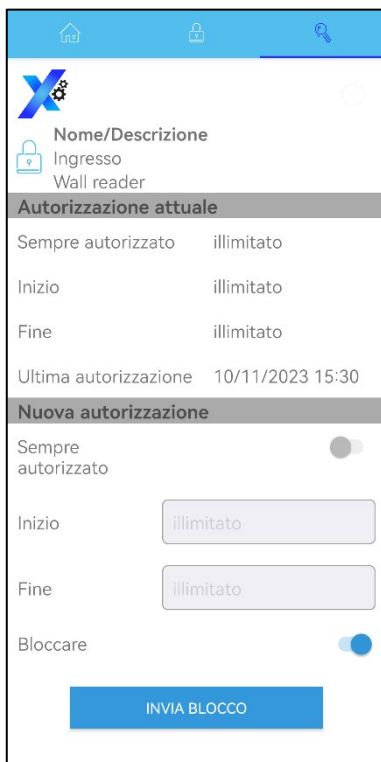 Nome/Descrizione
Ingresso
Wall reader
Autorizzazione attuale
Sempre autorizzato illimitato
Inizio illimitato
Fine illimitato
Ultima autorizzazione 10/11/2023 15:30
Nuova autorizzazione
Sempre
autorizzato
Inizio illimitato
Fine illimitato
Bloccare
INVIA BLOCCO